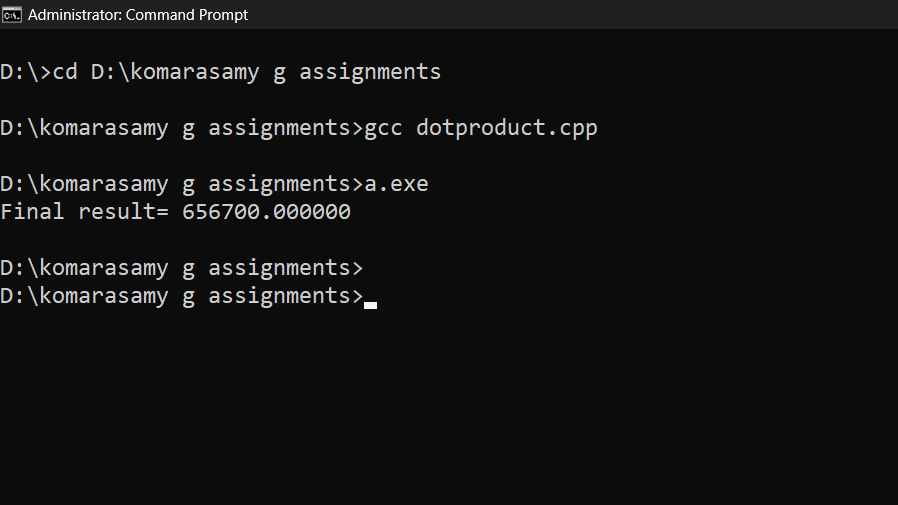 Administrator: Command Prompt
D:\>cd D:\komarasamy g assignments
D:\komarasamy g assignments>gcc dotproduct.cpp
D:\komarasamy g assignments>a.exe
Final result= 656700.000000
D:\komarasamy g assignments>
D:\komarasamy g assignments>